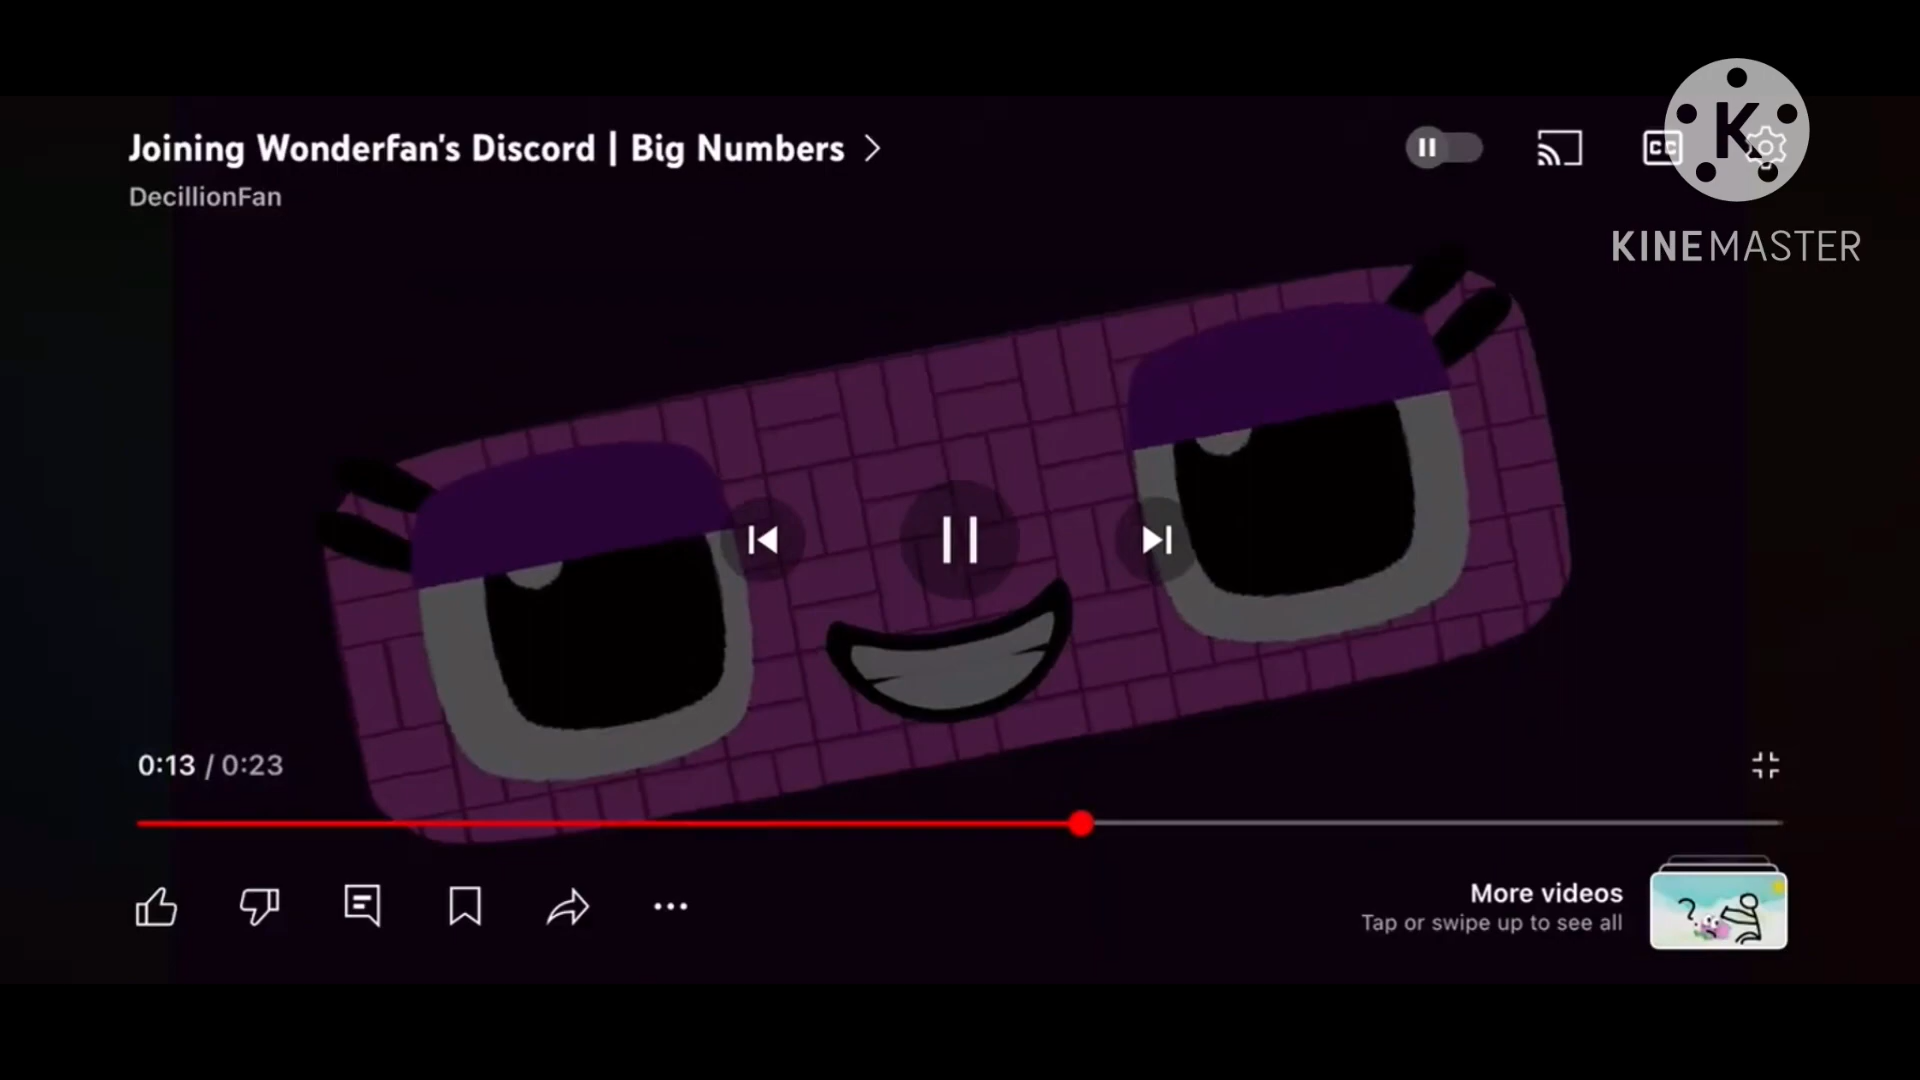 Joining Wonderfan's Discord | Big Numbers
DecillionFan
CC
K
KINEMASTER
0:13 / 0:23
More videos
Tap or swipe up to see all
?